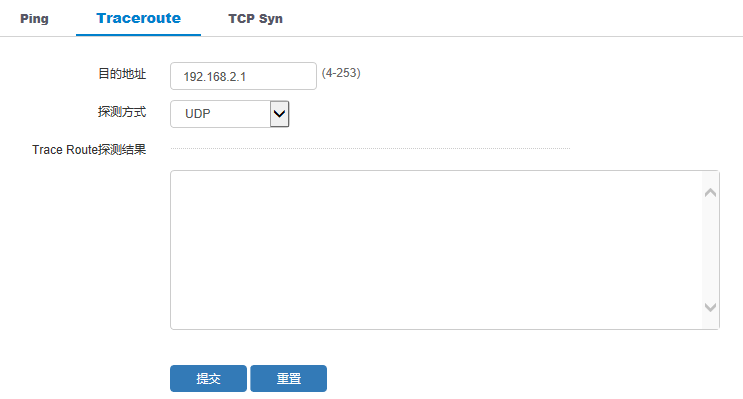 Ping Traceroute TCP Syn
目的地址 192.168.2.1 (4-253)
探测方式 UDP
Trace Route探测结果
提交 重置